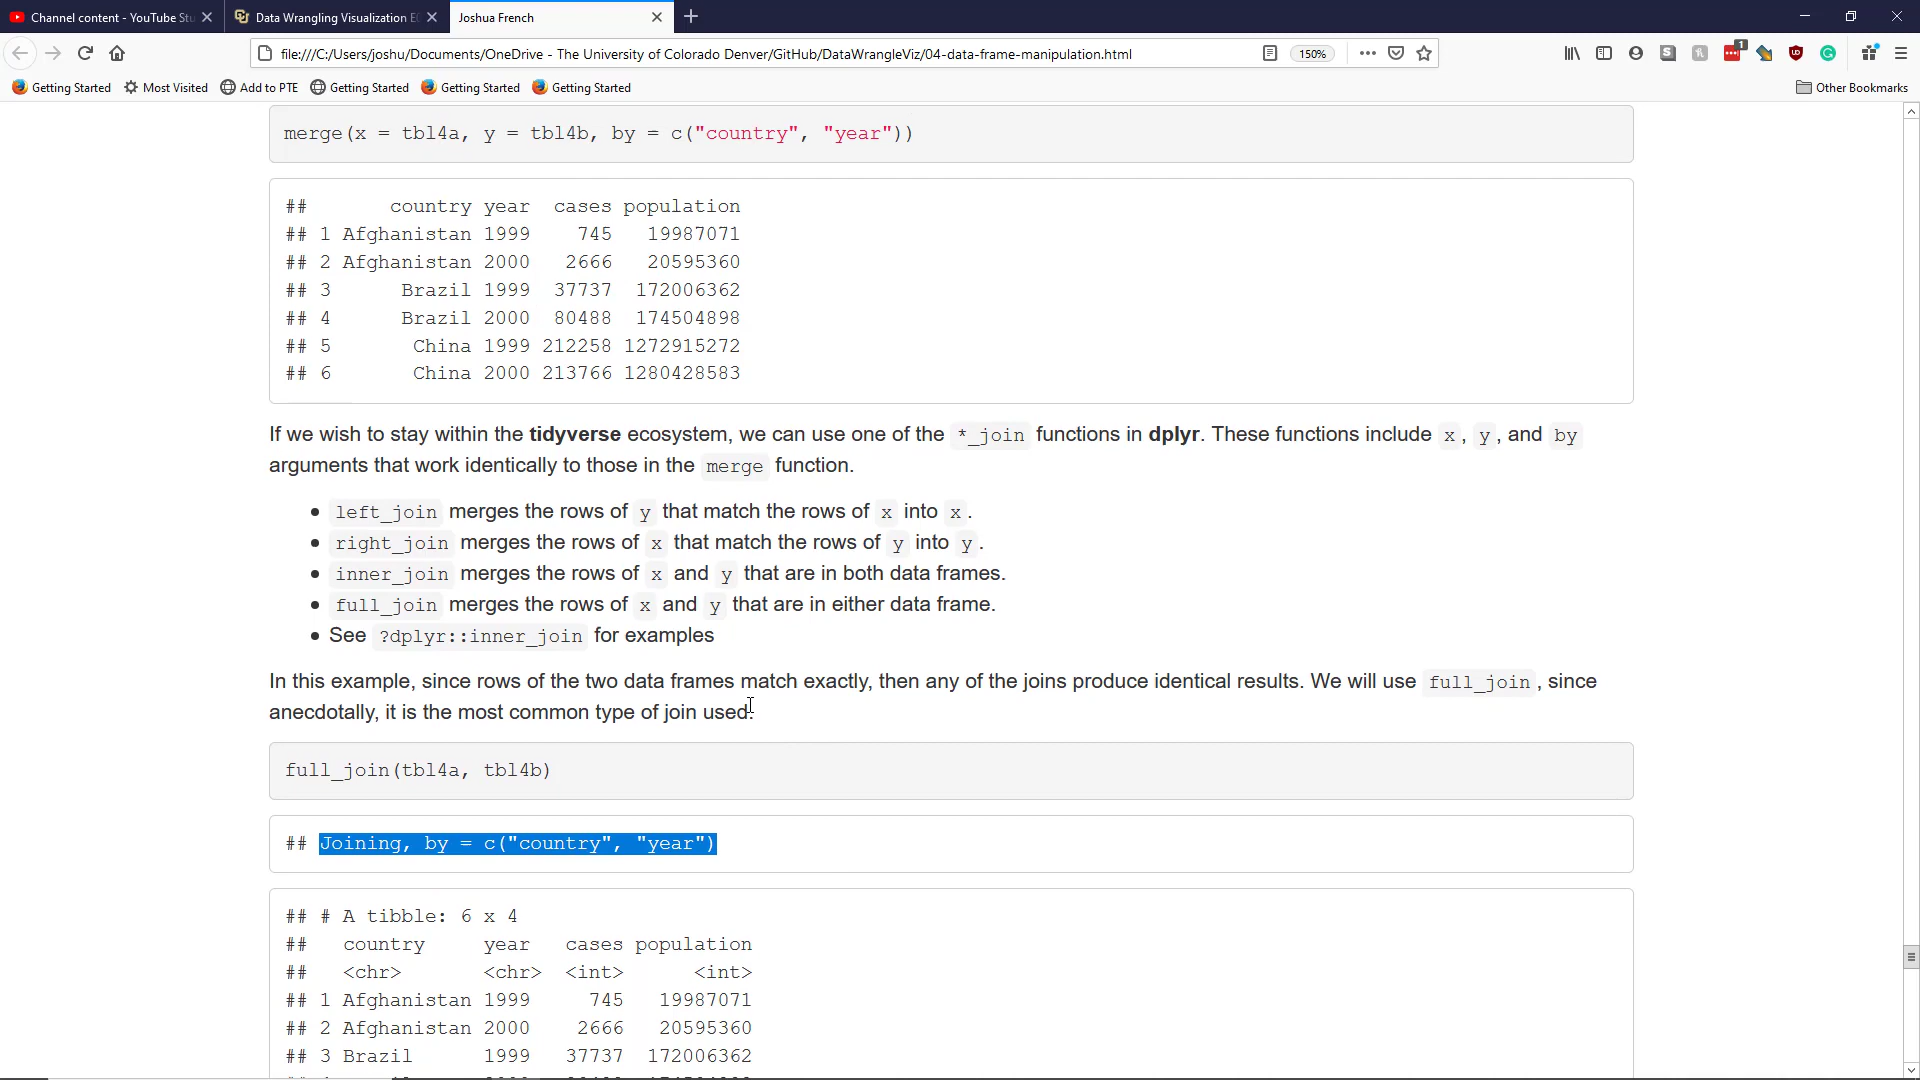 Channel content - YouTube Stu
Data Wrangling Visualization EC
Joshua French
file:///C:/Users/joshu/Documents/OneDrive - The University of Colorado Denver/GitHub/DataWrangleViz/04-data-frame-manipulation.html
150%
1
Getting Started
Most Visited
Add to PTE
Getting Started
Getting Started
Getting Started
Other Bookmarks
merge(x = tbl4a, y = tbl4b, by = c("country", "year"))
## country year cases population
## 1 Afghanistan 1999 745 19987071
## 2 Afghanistan 2000 2666 20595360
## 3 Brazil 1999 37737 172006362
## 4 Brazil 2000 80488 174504898
## 5 China 1999 212258 1272915272
## 6 China 2000 213766 1280428583
If we wish to stay within the tidyverse ecosystem, we can use one of the *_join functions in dplyr. These functions include x, y, and by
arguments that work identically to those in the merge function.
• left_join merges the rows of y that match the rows of x into x.
• right_join merges the rows of x that match the rows of y into y.
• inner_join merges the rows of x and y that are in both data frames.
• full_join merges the rows of x and y that are in either data frame.
• See ?dplyr::inner_join for examples
In this example, since rows of the two data frames match exactly, then any of the joins produce identical results. We will use full_join, since
anecdotally, it is the most common type of join used.
full_join(tbl4a, tbl4b)
## Joining, by = c("country", "year")
## # A tibble: 6 x 4
## country year cases population
## <chr> <chr> <int> <int>
## 1 Afghanistan 1999 745 19987071
## 2 Afghanistan 2000 2666 20595360
## 3 Brazil 1999 37737 172006362